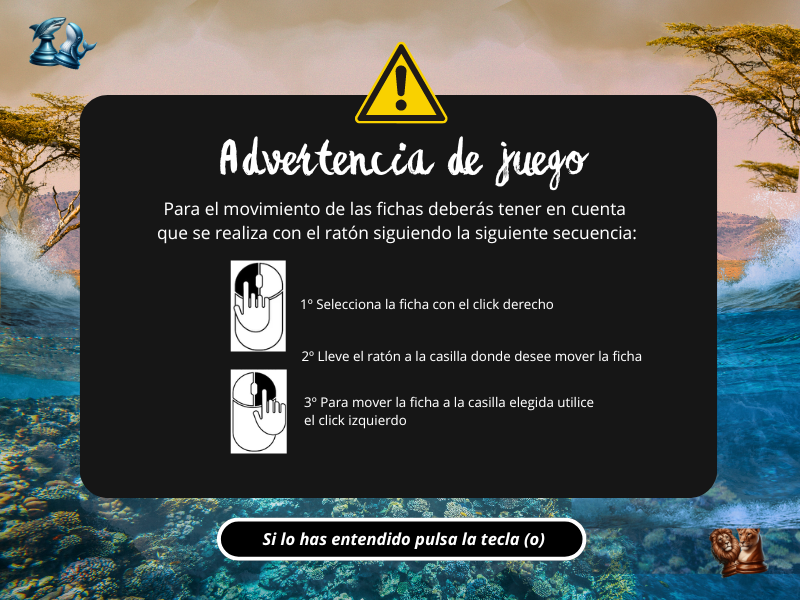 Advertencia de juego
Para el movimiento de las fichas deberás tener en cuenta
que se realiza con el ratón siguiendo la siguiente secuencia:
1º Selecciona la ficha con el click derecho
2º Lleve el ratón a la casilla donde desee mover la ficha
3º Para mover la ficha a la casilla elegida utilice
el click izquierdo
Si lo has entendido pulsa la tecla (o)